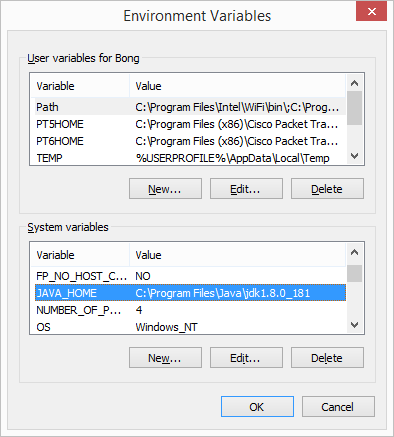 Environment Variables
User variables for Bong
Variable Value
Path C:\Program Files\Intel\WiFi\bin\;C:\Prog...
PT5HOME C:\Program Files (x86)\Cisco Packet Tra...
PT6HOME C:\Program Files (x86)\Cisco Packet Tra...
TEMP %USERPROFILE%\AppData\Local\Temp
New... Edit... Delete
System variables
Variable Value
FP_NO_HOST_C... NO
JAVA_HOME C:\Program Files\Java\jdk1.8.0_181
NUMBER_OF_P... 4
OS Windows_NT
New... Edit... Delete
OK Cancel